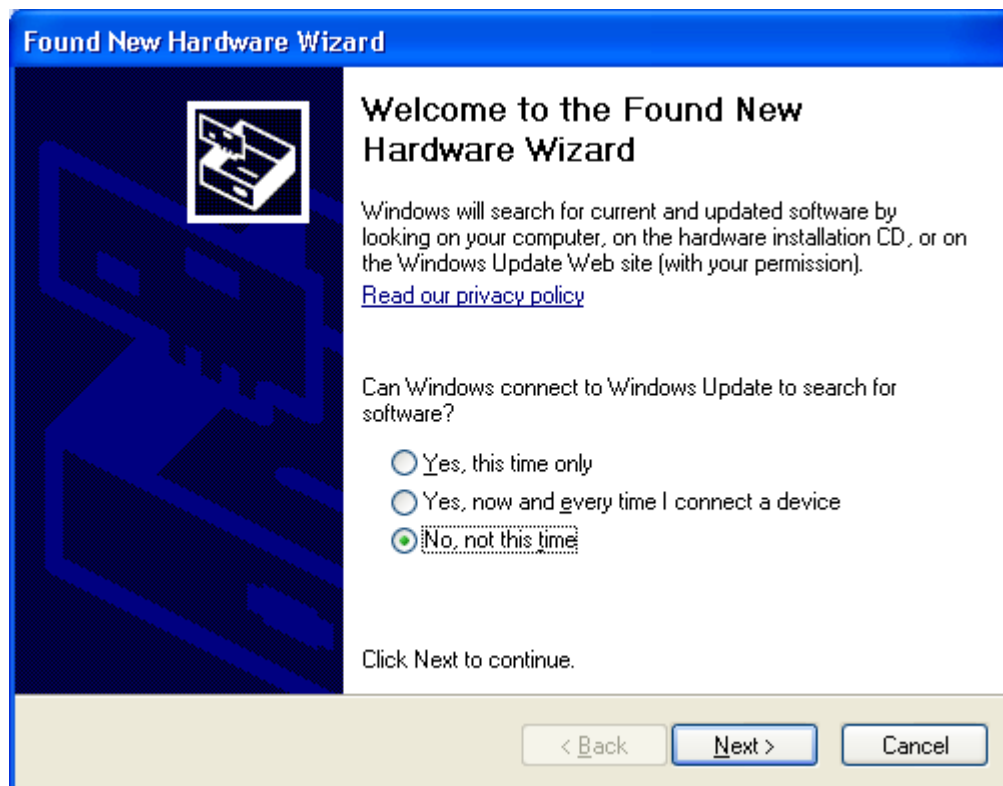 Found New Hardware Wizard
Welcome to the Found New
Hardware Wizard
Windows will search for current and updated software by
looking on your computer, on the hardware installation CD, or on
the Windows Update Web site (with your permission).
Read our privacy policy
Can Windows connect to Windows Update to search for
software?
Yes, this time only
Yes, now and every time I connect a device
No, not this time
Click Next to continue.
< Back
Next >
Cancel